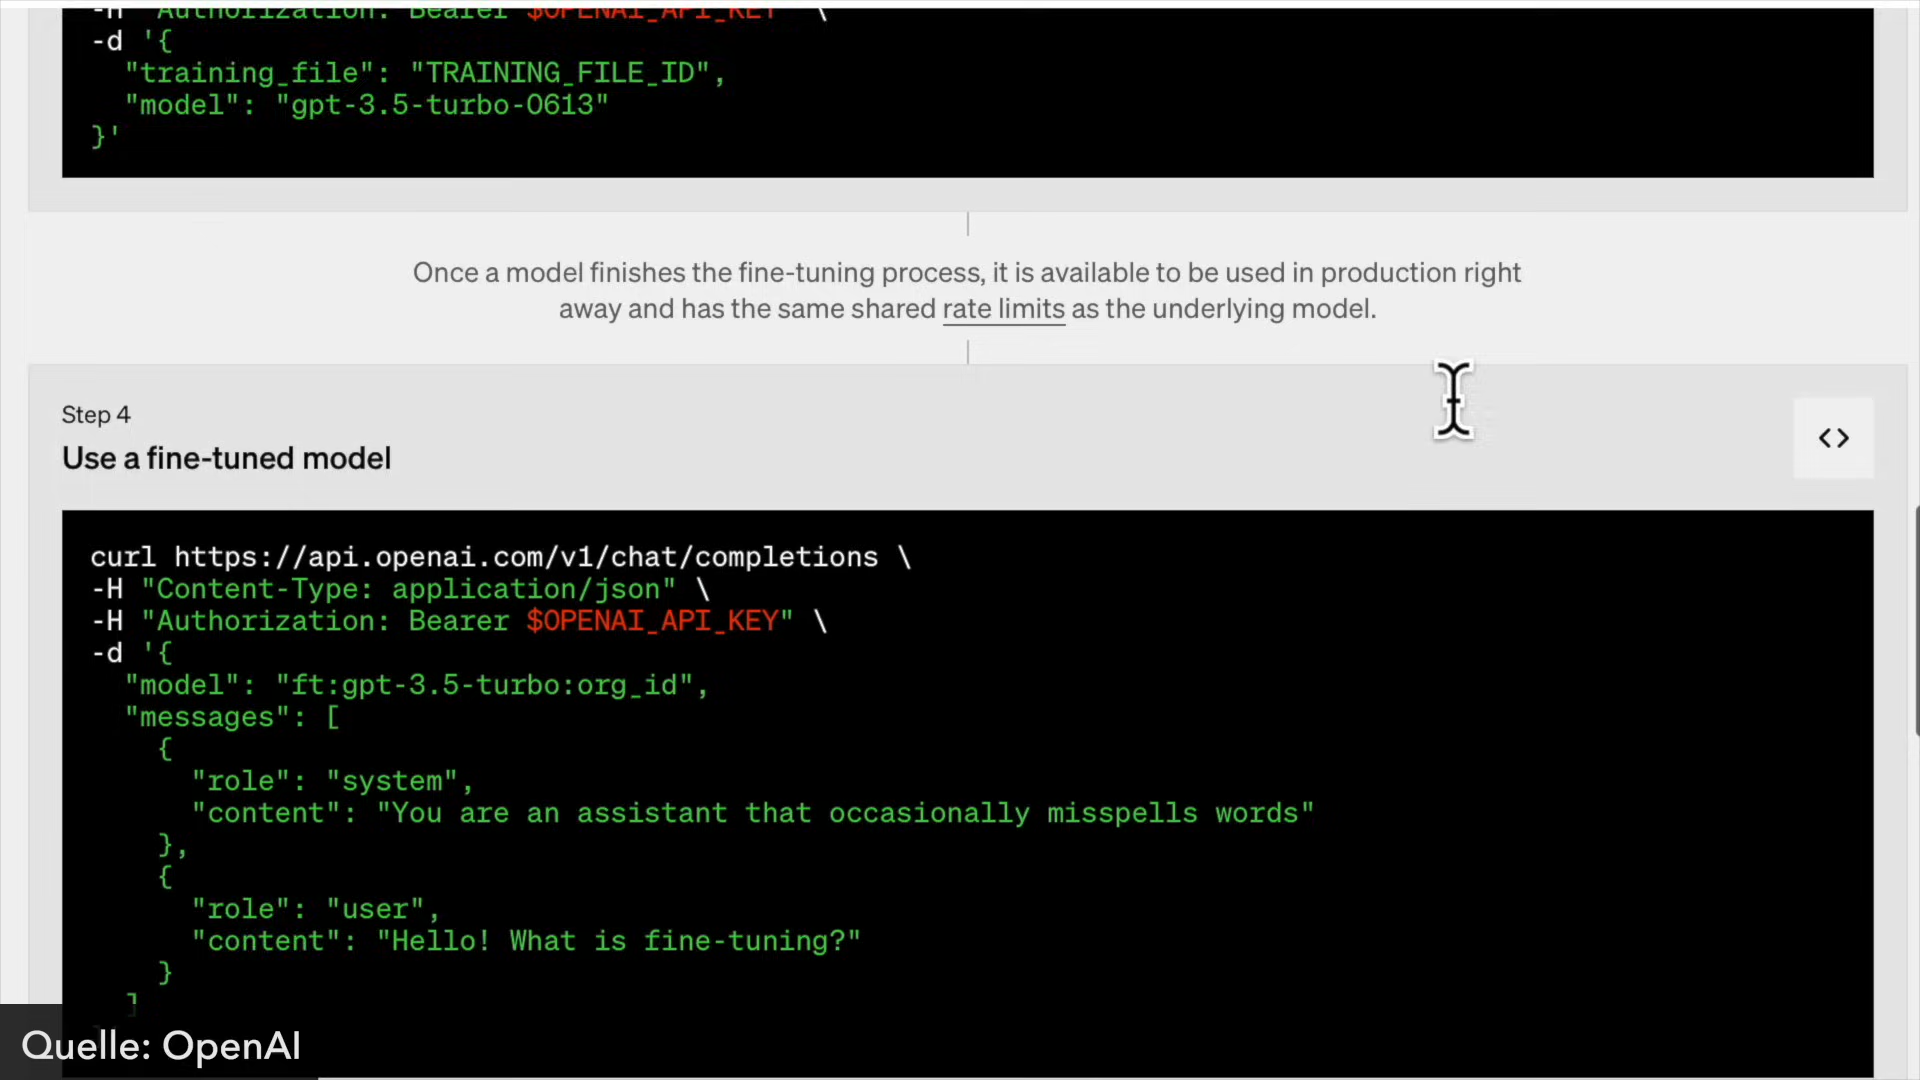 -H "Authorization: Bearer $OPENAI_API_KEY" \
-d '{
"training_file": "TRAINING_FILE_ID",
"model": "gpt-3.5-turbo-0613"
}'
Once a model finishes the fine-tuning process, it is available to be used in production right
away and has the same shared rate limits as the underlying model.
Step 4
Use a fine-tuned model
<>
curl https://api.openai.com/v1/chat/completions \
-H "Content-Type: application/json" \
-H "Authorization: Bearer $OPENAI_API_KEY" \
-d '{
"model": "ft:gpt-3.5-turbo:org_id",
"messages": [
{
"role": "system",
"content": "You are an assistant that occasionally misspells words"
},
{
"role": "user",
"content": "Hello! What is fine-tuning?"
}
]
Quelle: OpenAI